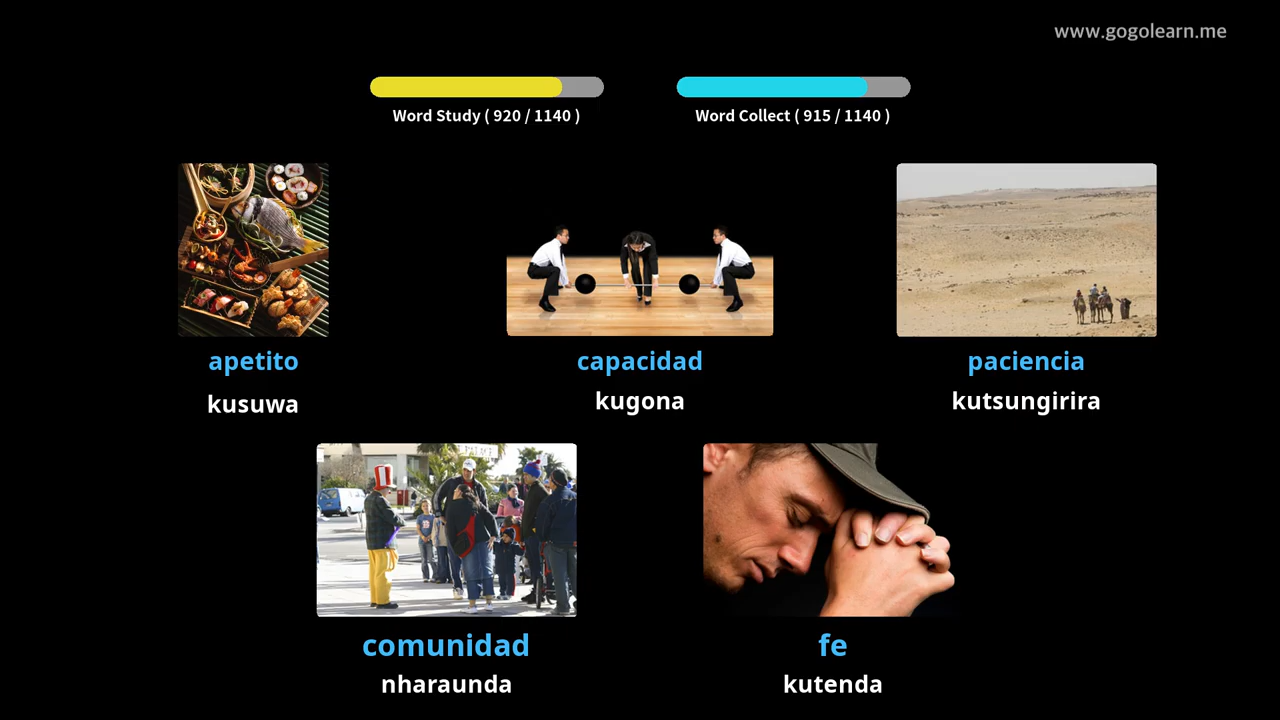 www.gogolearn.me
Word Study ( 920 / 1140 )
Word Collect ( 915 / 1140 )
apetito
kusuwa
capacidad
kugona
paciencia
kutsungirira
comunidad
nharaunda
fe
kutenda